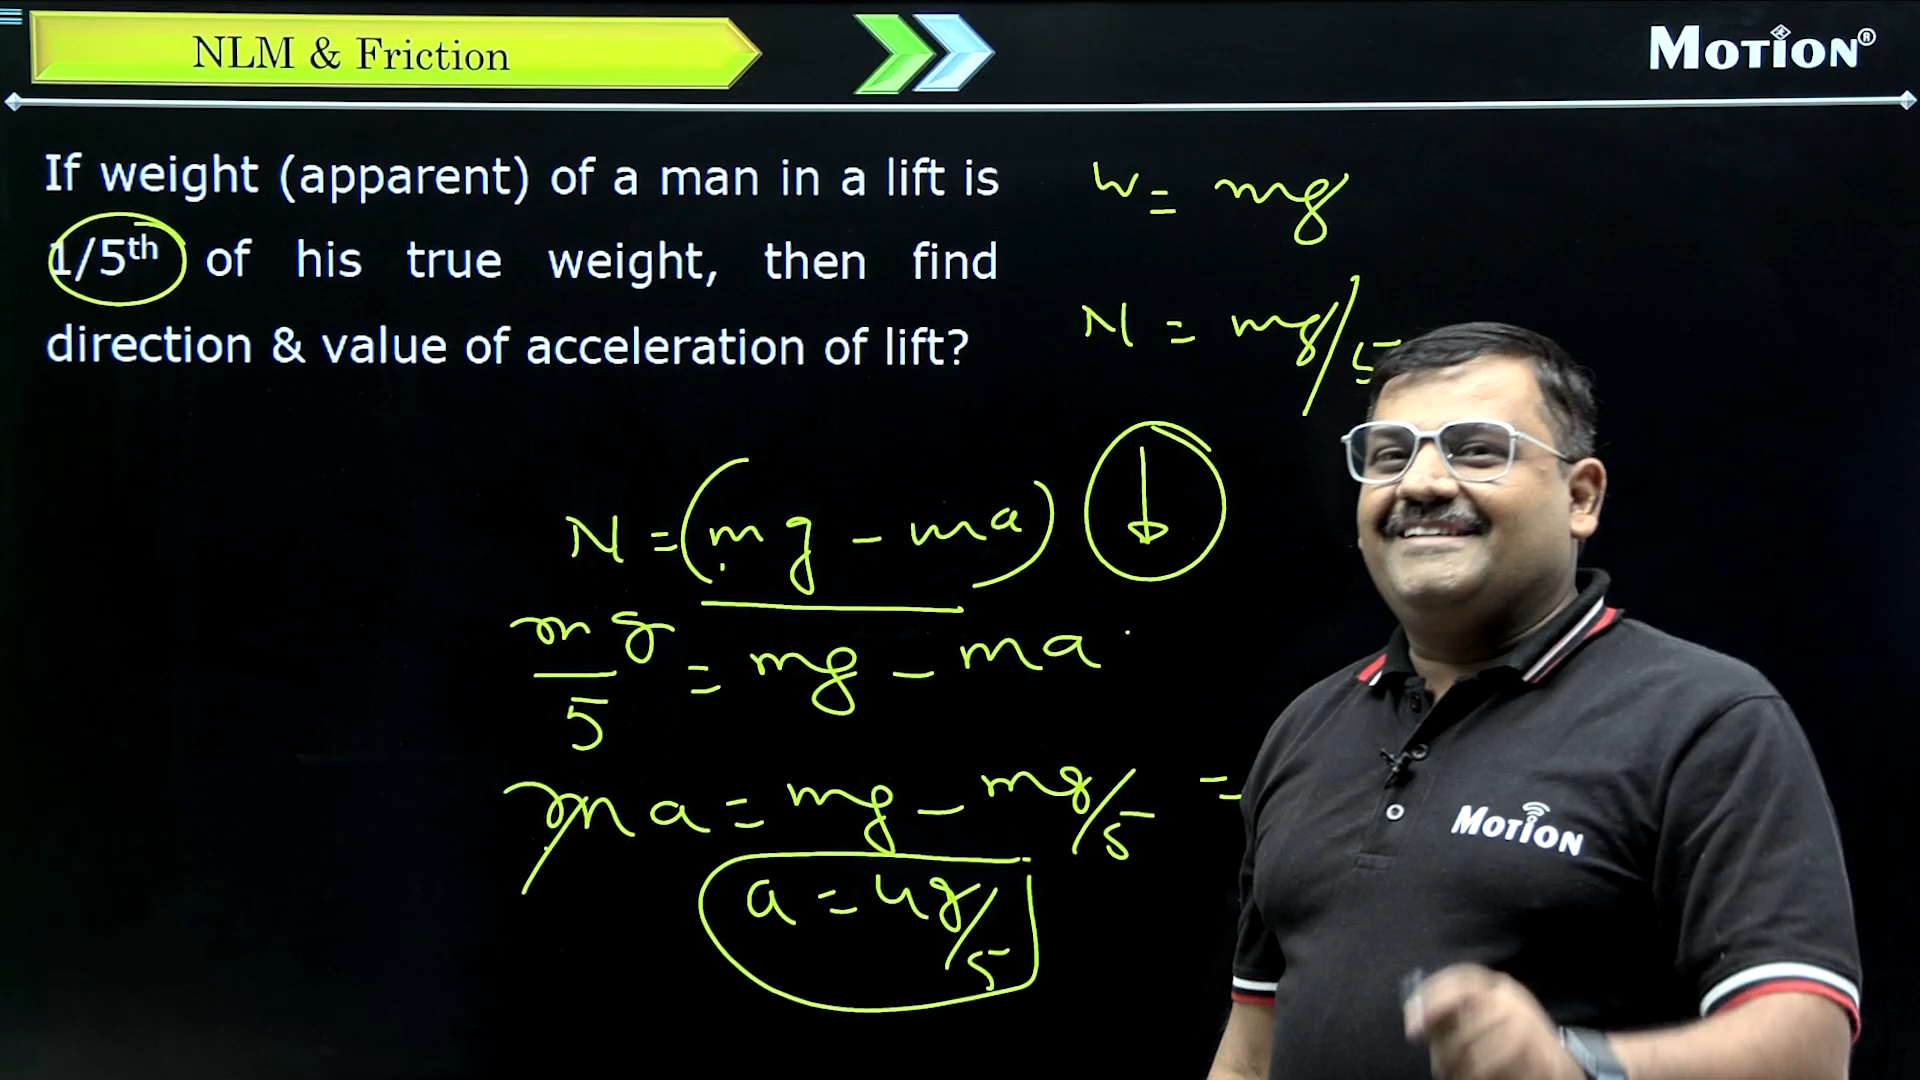 NLM & Friction
MOTION®
If weight (apparent) of a man in a lift is
1/5th of his true weight, then find
direction & value of acceleration of lift?
W = mg
N = mg/5
N = (mg - ma) ↓
mg/5 = mg - ma
ma = mg - mg/5 =
a = 4g/5
MOTION